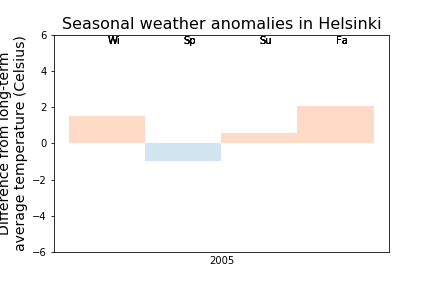 Seasonal weather anomalies in Helsinki
Difference from long-term
average temperature (Celsius)
6
4
2
0
−2
−4
−6
Wi Sp Su Fa
2005